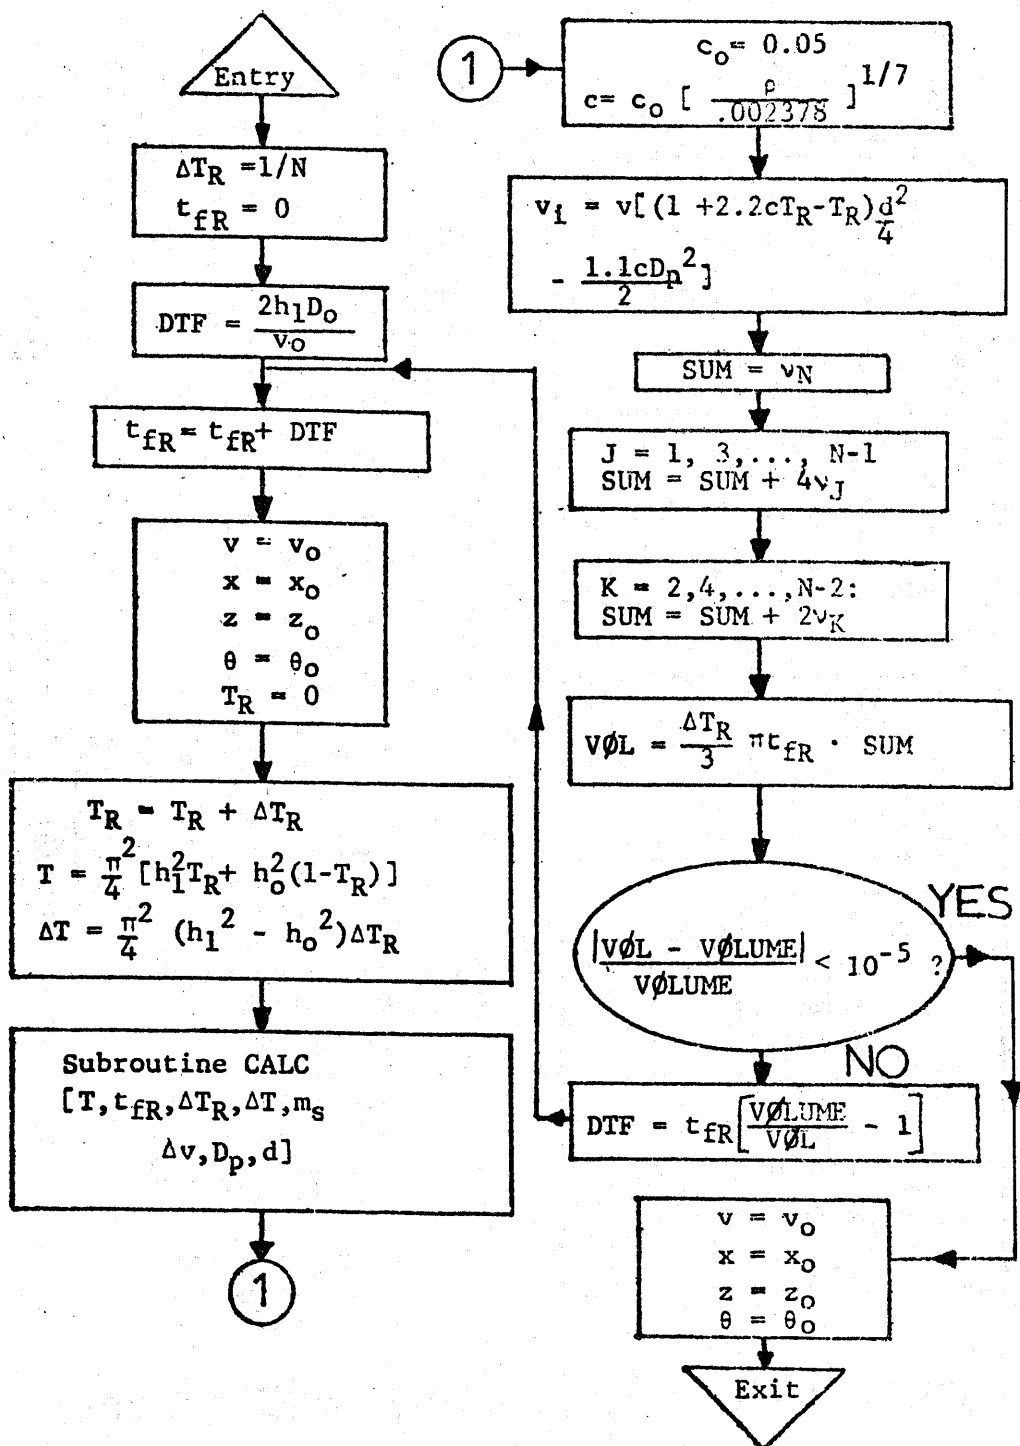 Entry
ΔT_R = 1/N
t_fR = 0
DTF = 2h_1D_o / v_o
t_fR = t_fR + DTF
v = v_o
x = x_o
z = z_o
θ = θ_o
T_R = 0
T_R = T_R + ΔT_R
T = π^2/4 [h_1^2T_R + h_o^2(1-T_R)]
ΔT = π^2/4 (h_1^2 - h_o^2)ΔT_R
Subroutine CALC
[T, t_fR, ΔT_R, ΔT, m_s
Δv, D_p, d]
1
1
c_o = 0.05
c = c_o [ ρ / .002378 ]^1/7
v_i = v[(1 +2.2cT_R-T_R)d^2/4
- 1.1cD_p^2 / 2 ]
SUM = v_N
J = 1, 3,..., N-1
SUM = SUM + 4v_J
K = 2,4,...,N-2:
SUM = SUM + 2v_K
VØL = ΔT_R/3 πt_fR · SUM
|VØL - VØLUME| / VØLUME < 10^-5 ?
YES
NO
DTF = t_fR[VØLUME/VØL - 1]
v = v_o
x = x_o
z = z_o
θ = θ_o
Exit